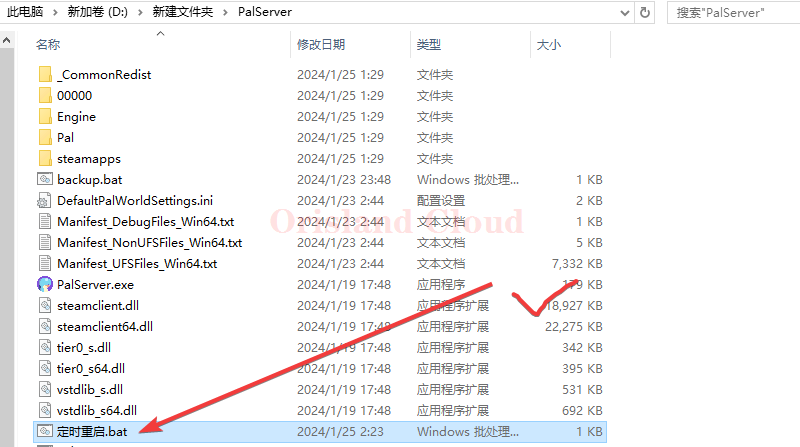 此电脑 > 新加卷 (D:) > 新建文件夹 > PalServer
搜索"PalServer"
名称 修改日期 类型 大小
_CommonRedist 2024/1/25 1:29 文件夹
00000 2024/1/25 1:29 文件夹
Engine 2024/1/25 1:29 文件夹
Pal 2024/1/25 1:29 文件夹
steamapps 2024/1/25 1:29 文件夹
backup.bat 2024/1/23 23:48 Windows 批处理... 1 KB
DefaultPalWorldSettings.ini 2024/1/23 2:44 配置设置 2 KB
Manifest_DebugFiles_Win64.txt 2024/1/23 2:44 文本文档 1 KB
Orisland Cloud
Manifest_NonUFSFiles_Win64.txt 2024/1/23 2:44 文本文档 5 KB
Manifest_UFSFiles_Win64.txt 2024/1/23 2:44 文本文档 7,332 KB
PalServer.exe 2024/1/19 17:48 应用程序 179 KB
steamclient.dll 2024/1/19 17:48 应用程序扩展 18,927 KB
steamclient64.dll 2024/1/19 17:48 应用程序扩展 22,275 KB
tier0_s.dll 2024/1/19 17:48 应用程序扩展 342 KB
tier0_s64.dll 2024/1/19 17:48 应用程序扩展 395 KB
vstdlib_s.dll 2024/1/19 17:48 应用程序扩展 531 KB
vstdlib_s64.dll 2024/1/19 17:48 应用程序扩展 692 KB
定时重启.bat 2024/1/25 2:23 Windows 批处理... 1 KB